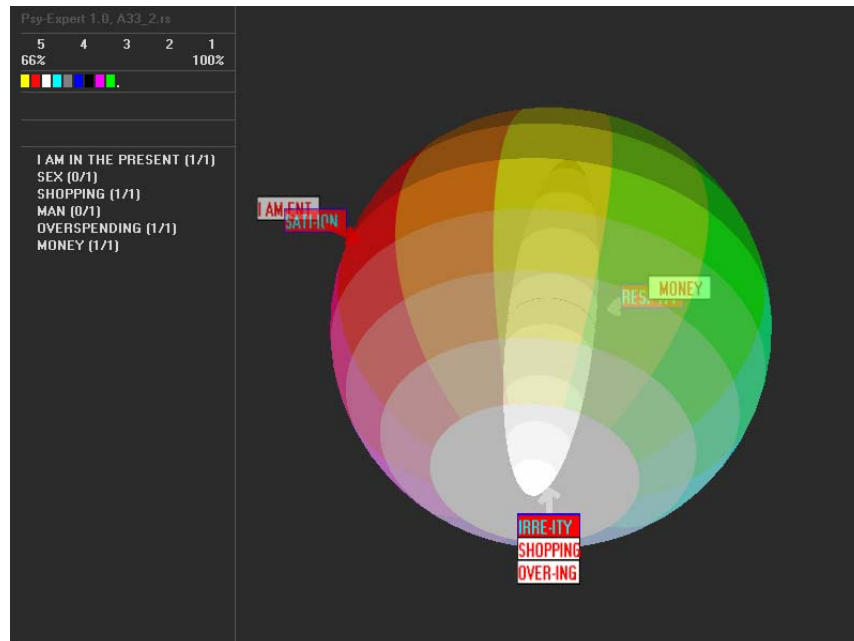 Psy-Expert 1.0, A33_2.rs
5 4 3 2 1
66% 100%
I AM IN THE PRESENT (1/1)
SEX (0/1)
SHOPPING (1/1)
MAN (0/1)
OVERSPENDING (1/1)
MONEY (1/1)
I AM-ENT
SATI-ION
MONEY
IRRE-ITY
SHOPPING
OVER-ING